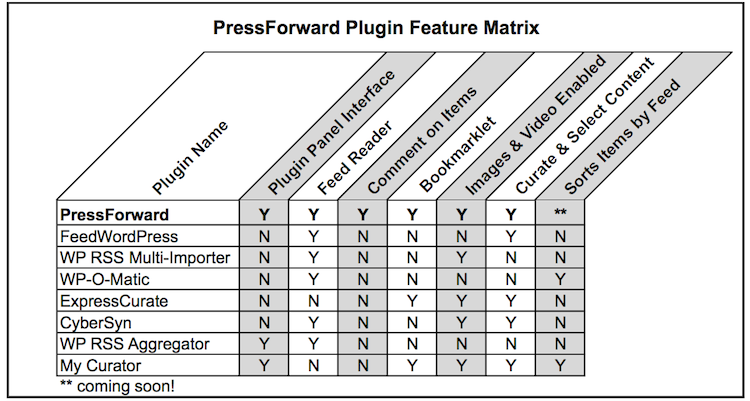 PressForward Plugin Feature Matrix
Plugin Name
Plugin Panel Interface
Feed Reader
Comment on Items
Bookmarklet
Images & Video Enabled
Curate & Select Content
Sorts Items by Feed
PressForward Y Y Y Y Y Y **
FeedWordPress N Y N N N Y N
WP RSS Multi-Importer N Y N N Y N N
WP-O-Matic N Y N N N N Y
ExpressCurate N N N Y Y Y N
CyberSyn N Y N N Y Y N
WP RSS Aggregator Y Y N N N N N
My Curator Y N N Y Y Y Y
** coming soon!